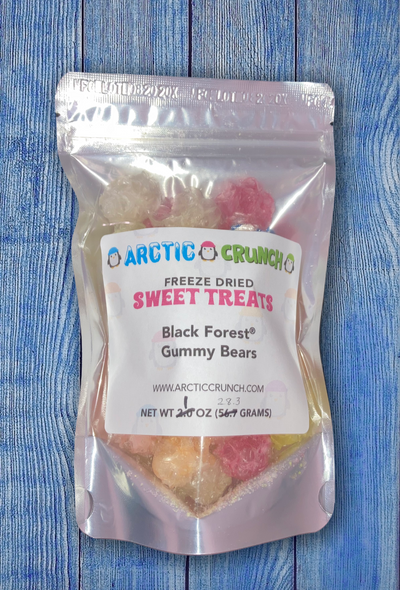 ARCTIC CRUNCH
FREEZE DRIED
SWEET TREATS
Black Forest®
Gummy Bears
WWW.ARCTICCRUNCH.COM
1 28.3
NET WT 2.0 OZ (56.7 GRAMS)